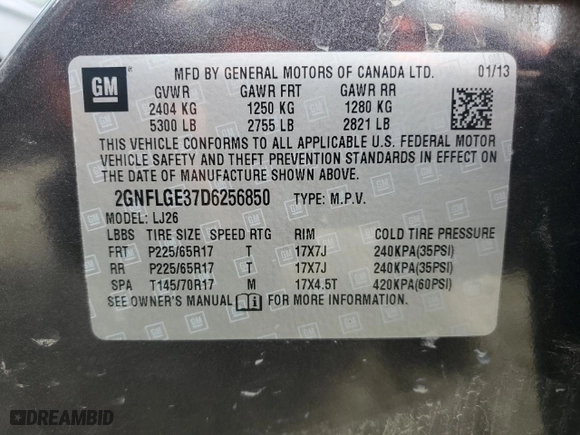 GM
MFD BY GENERAL MOTORS OF CANADA LTD. 01/13
GVWR GAWR FRT GAWR RR
2404 KG 1250 KG 1280 KG
5300 LB 2755 LB 2821 LB
THIS VEHICLE CONFORMS TO ALL APPLICABLE U.S. FEDERAL MOTOR
VEHICLE SAFETY AND THEFT PREVENTION STANDARDS IN EFFECT ON
THE DATE OF MANUFACTURE SHOWN ABOVE.
2GNFLGE37D6256850 TYPE: M.P.V.
MODEL: LJ26
LBBS TIRE SIZE SPEED RTG RIM COLD TIRE PRESSURE
FRT P225/65R17 T 17X7J 240KPA(35PSI)
RR P225/65R17 T 17X7J 240KPA(35PSI)
SPA T145/70R17 M 17X4.5T 420KPA(60PSI)
SEE OWNER'S MANUAL FOR MORE INFORMATION.
DREAMBID